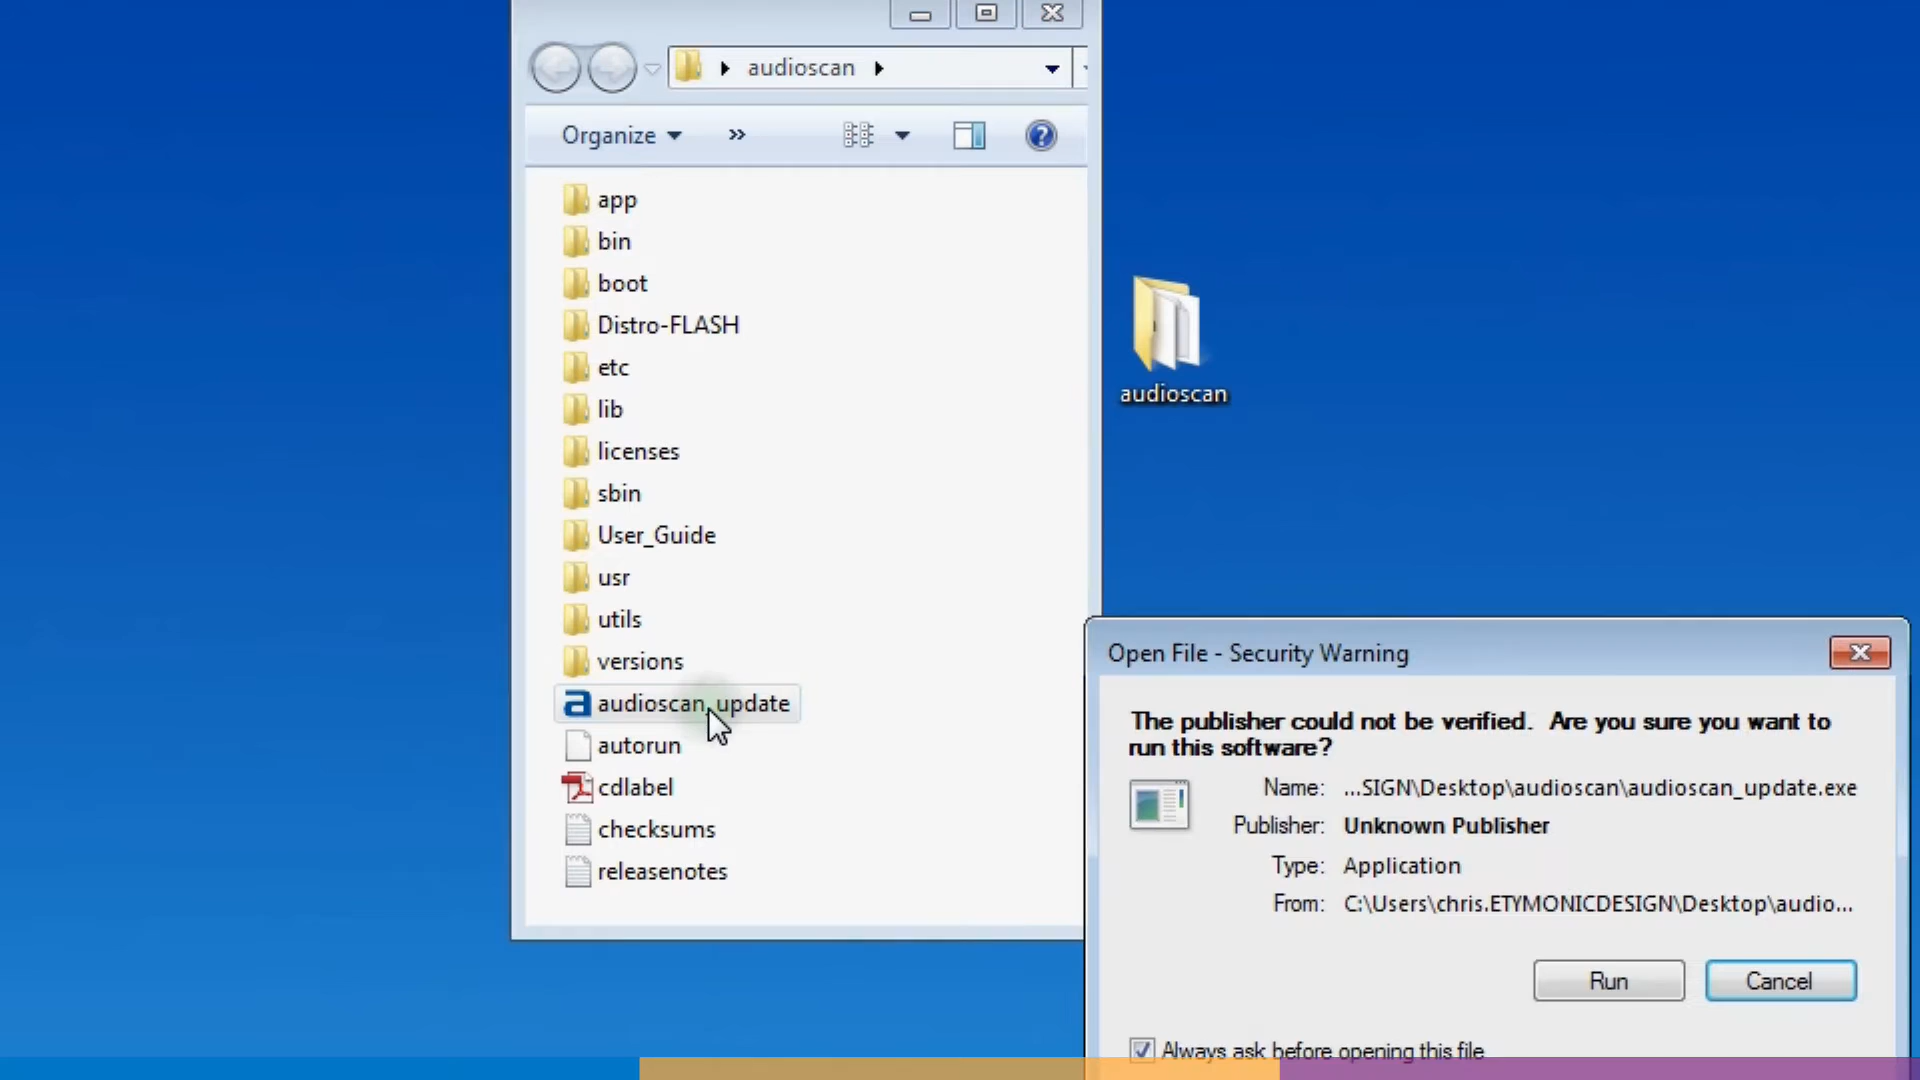 audioscan
Organize
»
app
bin
boot
Distro-FLASH
etc
lib
licenses
sbin
User_Guide
usr
utils
versions
audioscan_update
autorun
cdlabel
checksums
releasenotes
audioscan
Open File - Security Warning
The publisher could not be verified. Are you sure you want to
run this software?
Name: ...SIGN\Desktop\audioscan\audioscan_update.exe
Publisher: Unknown Publisher
Type: Application
From: C:\Users\chris.ETYMONICDESIGN\Desktop\audio...
Run Cancel
Always ask before opening this file